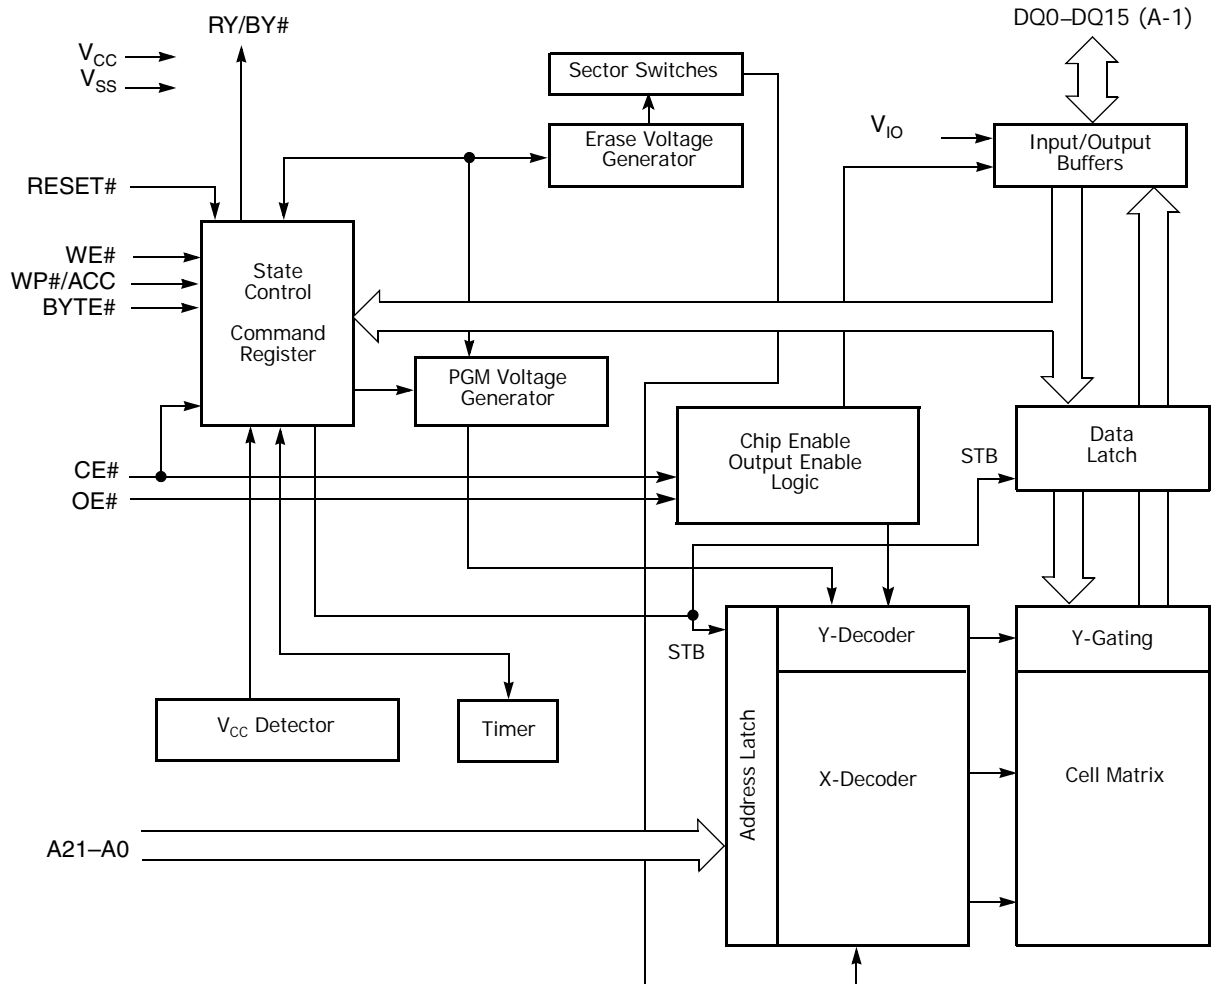 RY/BY#
DQ0–DQ15 (A-1)
VCC
VSS
Sector Switches
Erase Voltage
Generator
VIO
Input/Output
Buffers
RESET#
WE#
WP#/ACC
BYTE#
State
Control
Command
Register
PGM Voltage
Generator
Chip Enable
Output Enable
Logic
Data
Latch
STB
CE#
OE#
STB
Y-Decoder
Y-Gating
VCC Detector
Timer
Address Latch
X-Decoder
Cell Matrix
A21–A0